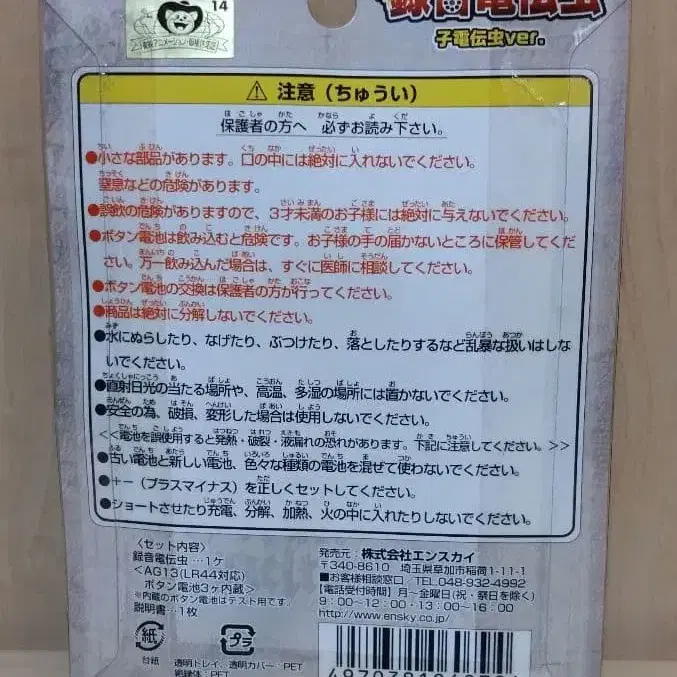 14
録音電伝虫
子電伝虫ver.
⚠ 注意（ちゅうい）
保護者の方へ 必ずお読み下さい。
●小さな部品があります。口の中には絶対に入れないでください。
窒息などの危険があります。
●誤飲の危険がありますので、3才未満のお子様には絶対に与えないでください。
●ボタン電池は飲み込むと危険です。お子様の手の届かないところに保管してくだ
さい。万一飲み込んだ場合は、すぐに医師に相談してください。
●ボタン電池の交換は保護者の方が行ってください。
●商品は絶対に分解しないでください。
●水にぬらしたり、なげたり、ぶつけたり、落としたりするなど乱暴な扱いはしな
いでください。
●直射日光の当たる場所や、高温、多湿の場所には置かないでください。
●安全の為、破損、変形した場合は使用しないでください。
<<電池を誤使用すると発熱・破裂・液漏れの恐れがあります。下記に注意してください。>>
●古い電池と新しい電池、色々な種類の電池を混ぜて使わないでください。
●＋－（プラスマイナス）を正しくセットしてください。
●ショートさせたり充電、分解、加熱、火の中に入れたりしないでください。
<セット内容>
録音電伝虫…1ケ
<AG13(LR44対応)
ボタン電池3ヶ内蔵>
※内蔵のボタン電池はテスト用です。
説明書…1枚
発売元：株式会社エンスカイ
〒340-8610 埼玉県草加市稲荷1-11-1
■お客様相談窓口 TEL.048-932-4992
【電話受付時間】月～金曜日(祝・祭日を除く)
9：00～12：00・13：00～16：00
http://www.ensky.co.jp/
紙
プラ
台紙
透明トレイ、透明カバー：PET
絶縁体：PET